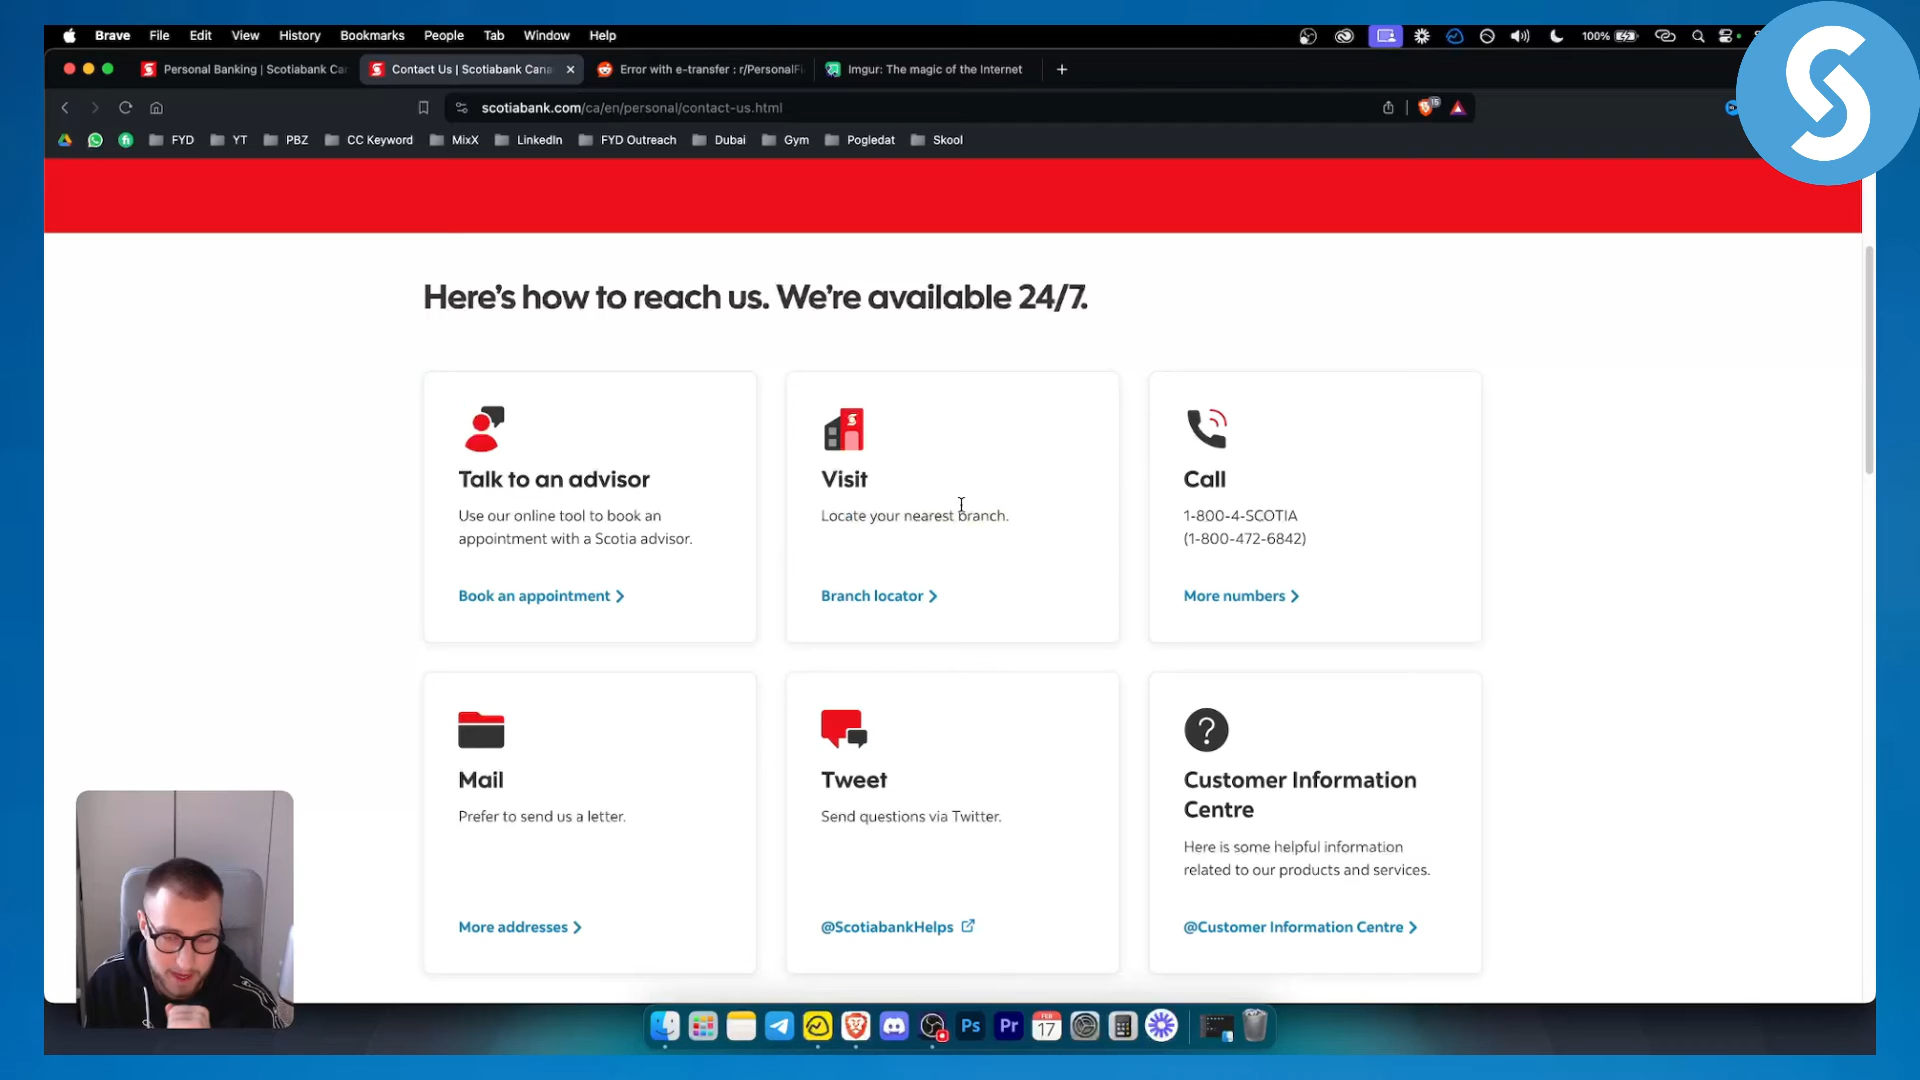 Brave File Edit View History Bookmarks People Tab Window Help
100%
Personal Banking | Scotiabank Ca
Contact Us | Scotiabank Cana
Error with e-transfer : r/PersonalFi
Imgur: The magic of the Internet
scotiabank.com/ca/en/personal/contact-us.html
15
FYD YT PBZ CC Keyword MixX LinkedIn FYD Outreach Dubai Gym Pogledat Skool
Here's how to reach us. We're available 24/7.
Talk to an advisor
Use our online tool to book an
appointment with a Scotia advisor.
Book an appointment
Visit
Locate your nearest branch.
Branch locator
Call
1-800-4-SCOTIA
(1-800-472-6842)
More numbers
Mail
Prefer to send us a letter.
More addresses
Tweet
Send questions via Twitter.
@ScotiabankHelps
Customer Information
Centre
Here is some helpful information
related to our products and services.
@Customer Information Centre
Ps
Pr
FEB
17